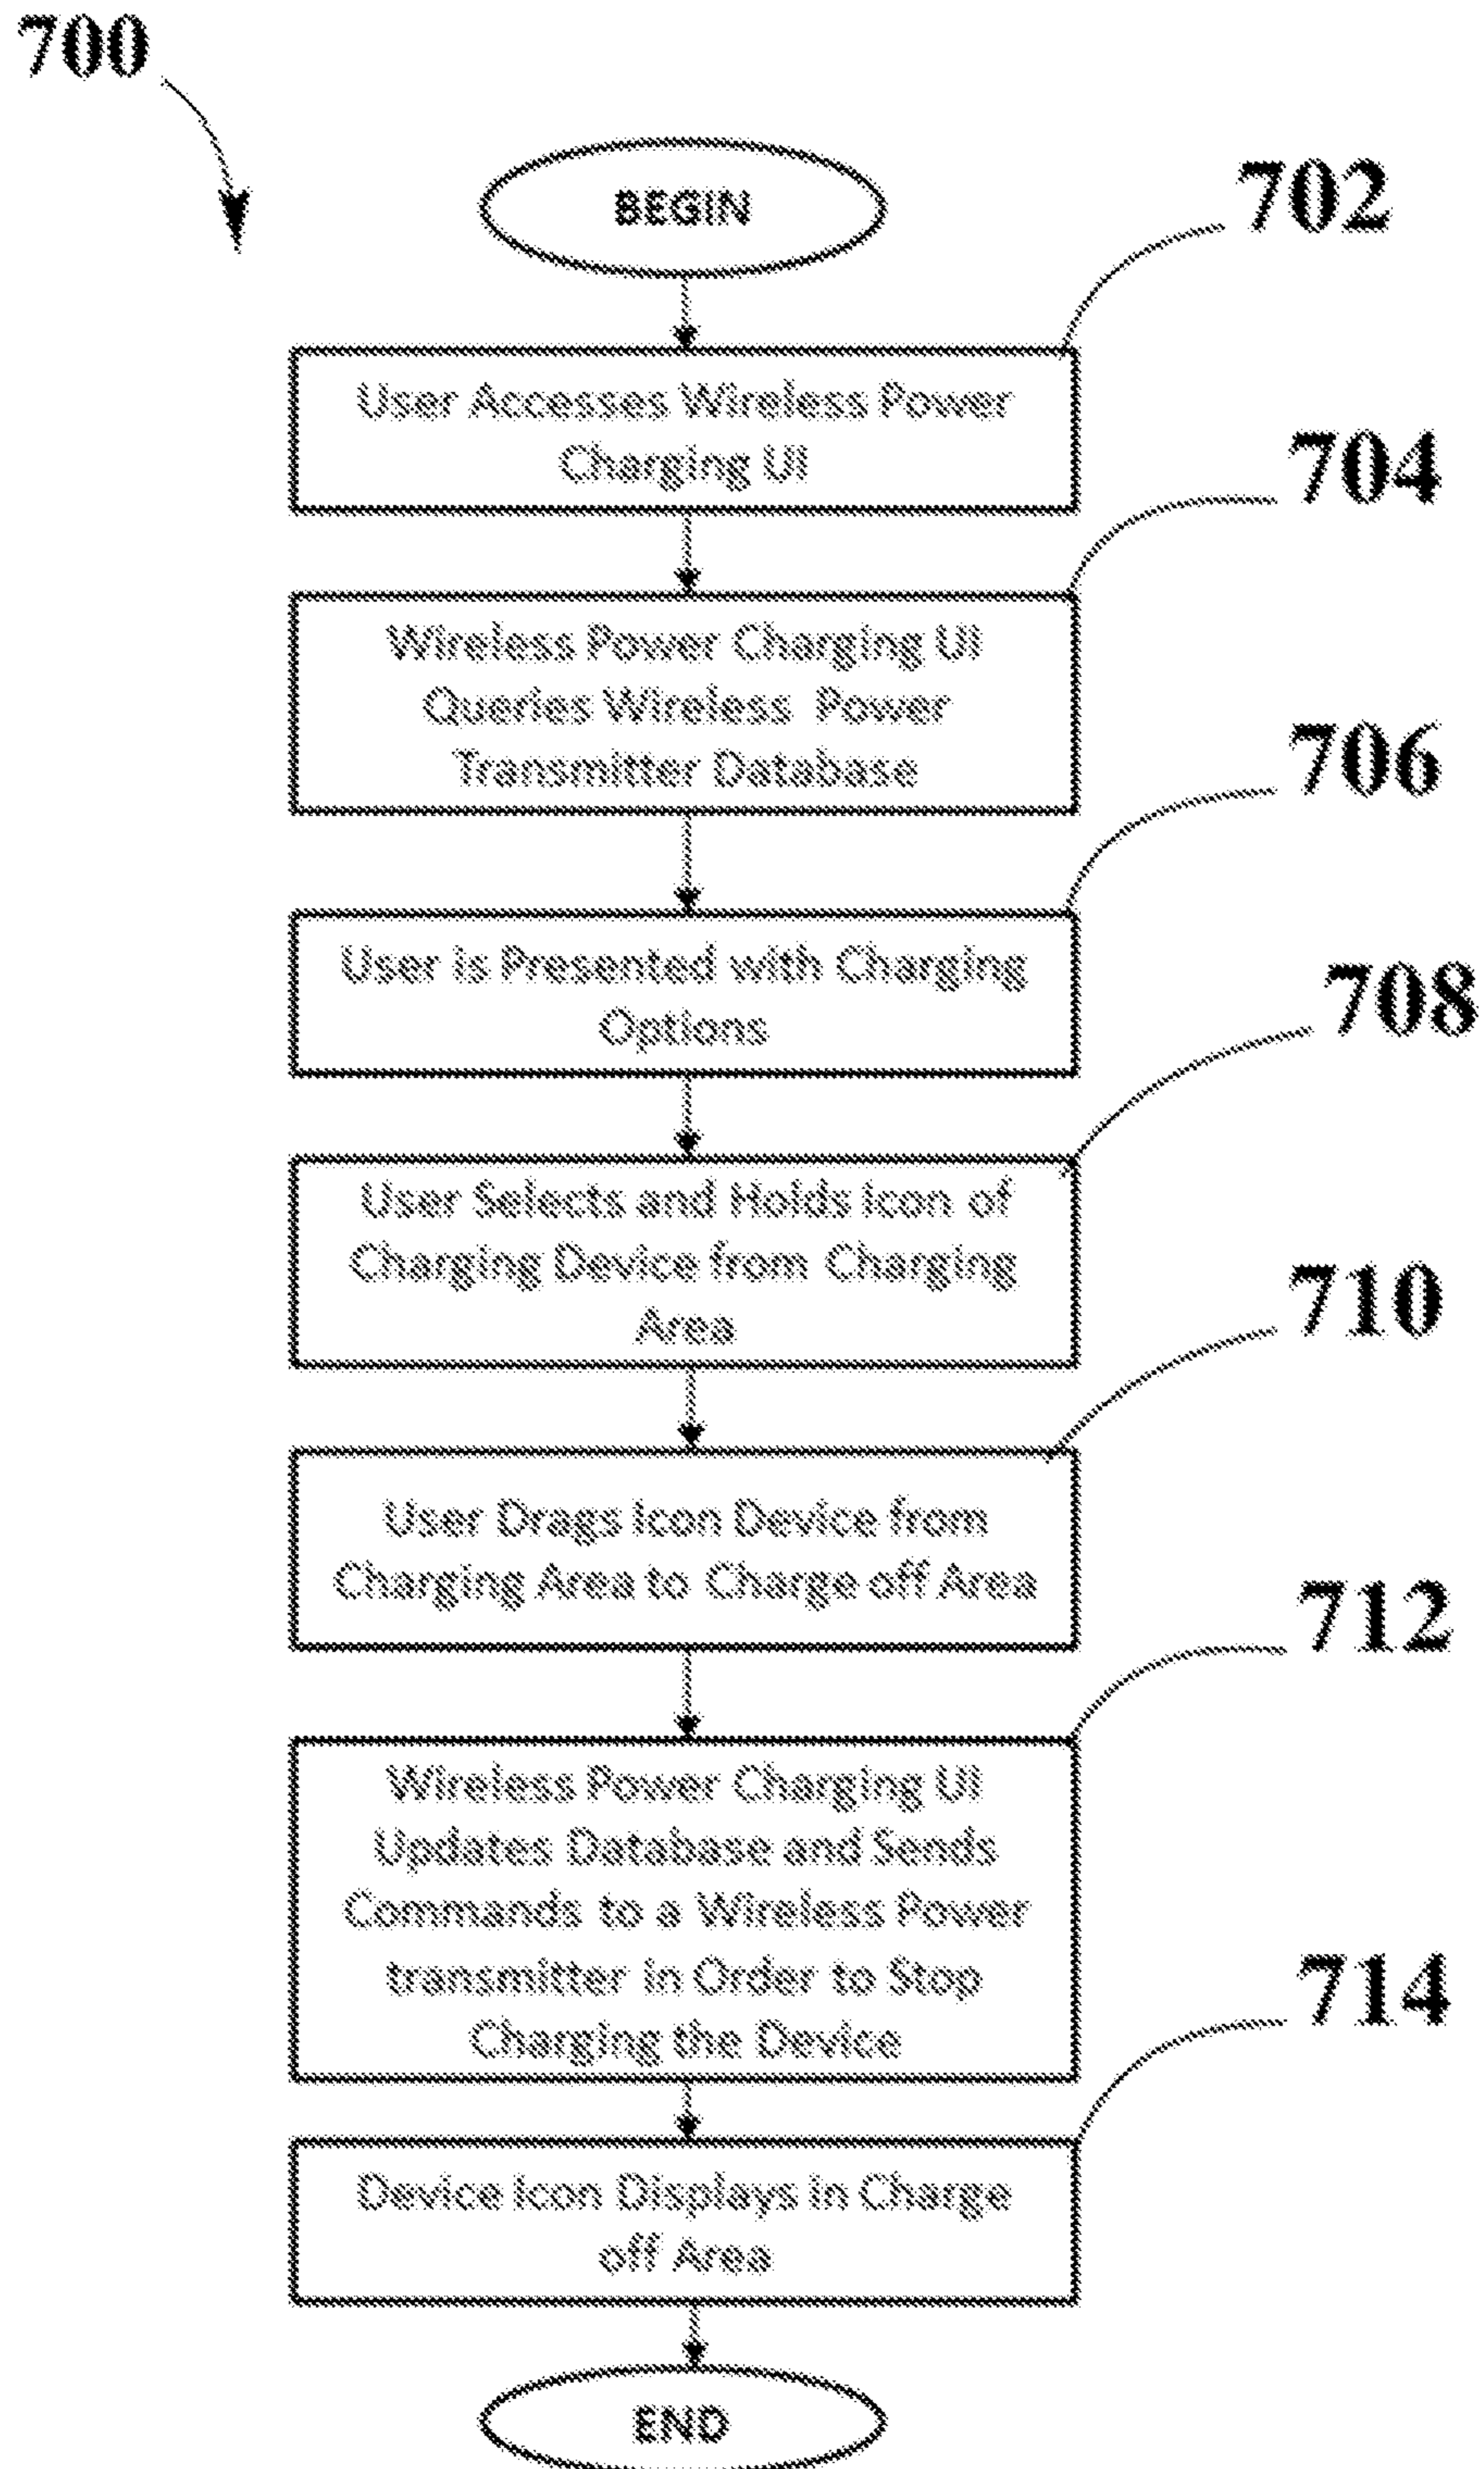 700
BEGIN
702
User Accesses Wireless Power
Charging UI
704
Wireless Power Charging UI
Queries Wireless Power
Transmitter Database
706
User is Presented with Charging
Options
708
User Selects and Holds Icon of
Charging Device from Charging
Area
710
User Drags Icon Device from
Charging Area to Charge off Area
712
Wireless Power Charging UI
Updates Database and Sends
Commands to a Wireless Power
transmitter in Order to Stop
Charging the Device
714
Device Icon Displays in Charge
off Area
END